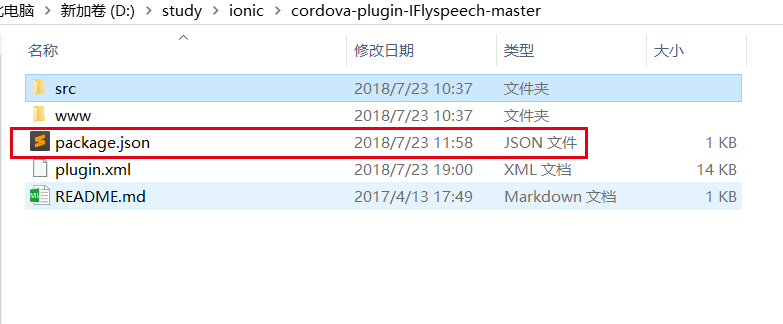 电脑 新加卷 (D:) study ionic cordova-plugin-IFlyspeech-master
名称 修改日期 类型 大小
src 2018/7/23 10:37 文件夹
www 2018/7/23 10:37 文件夹
package.json 2018/7/23 11:58 JSON 文件 1 KB
plugin.xml 2018/7/23 19:00 XML 文档 14 KB
README.md 2017/4/13 17:49 Markdown 文档 1 KB